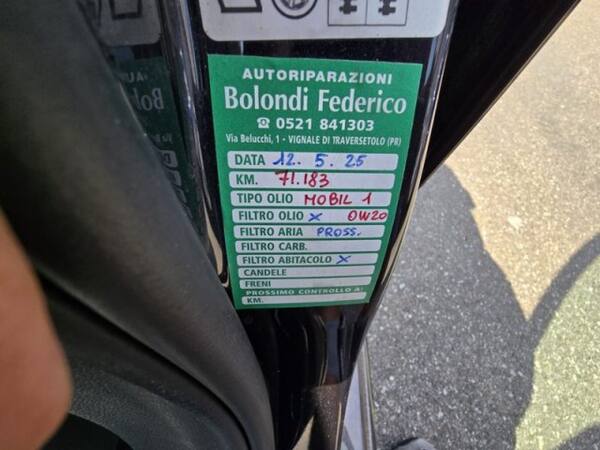 AUTORIPARAZIONI
Bolondi Federico
☎ 0521 841303
Via Belucchi, 1 - VIGNALE DI TRAVERSETOLO (PR)
DATA 12. 5. 25
KM. 71.183
TIPO OLIO MOBIL 1
FILTRO OLIO X 0W20
FILTRO ARIA PROSS.
FILTRO CARB.
FILTRO ABITACOLO X
CANDELE
FRENI
PROSSIMO CONTROLLO A:
KM.